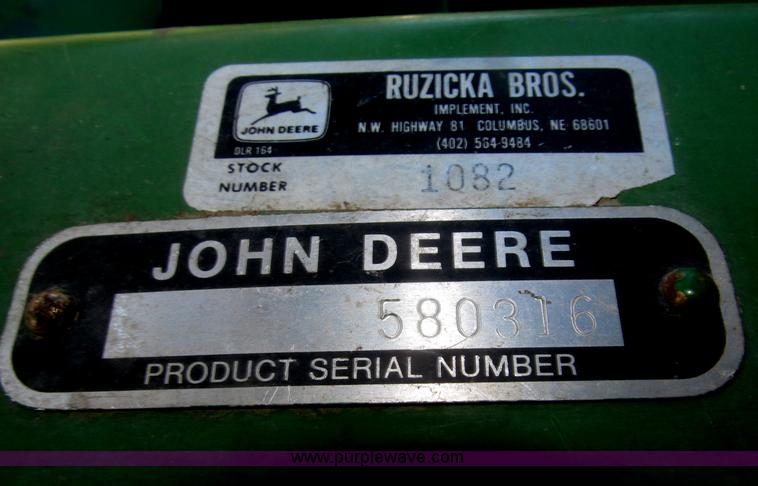 RUZICKA BROS.
IMPLEMENT, INC.
N.W. HIGHWAY 81 COLUMBUS, NE 68601
(402) 564-9484
JOHN DEERE
DLR 164
STOCK
NUMBER
1082
JOHN DEERE
580316
PRODUCT SERIAL NUMBER
www.purplewave.com